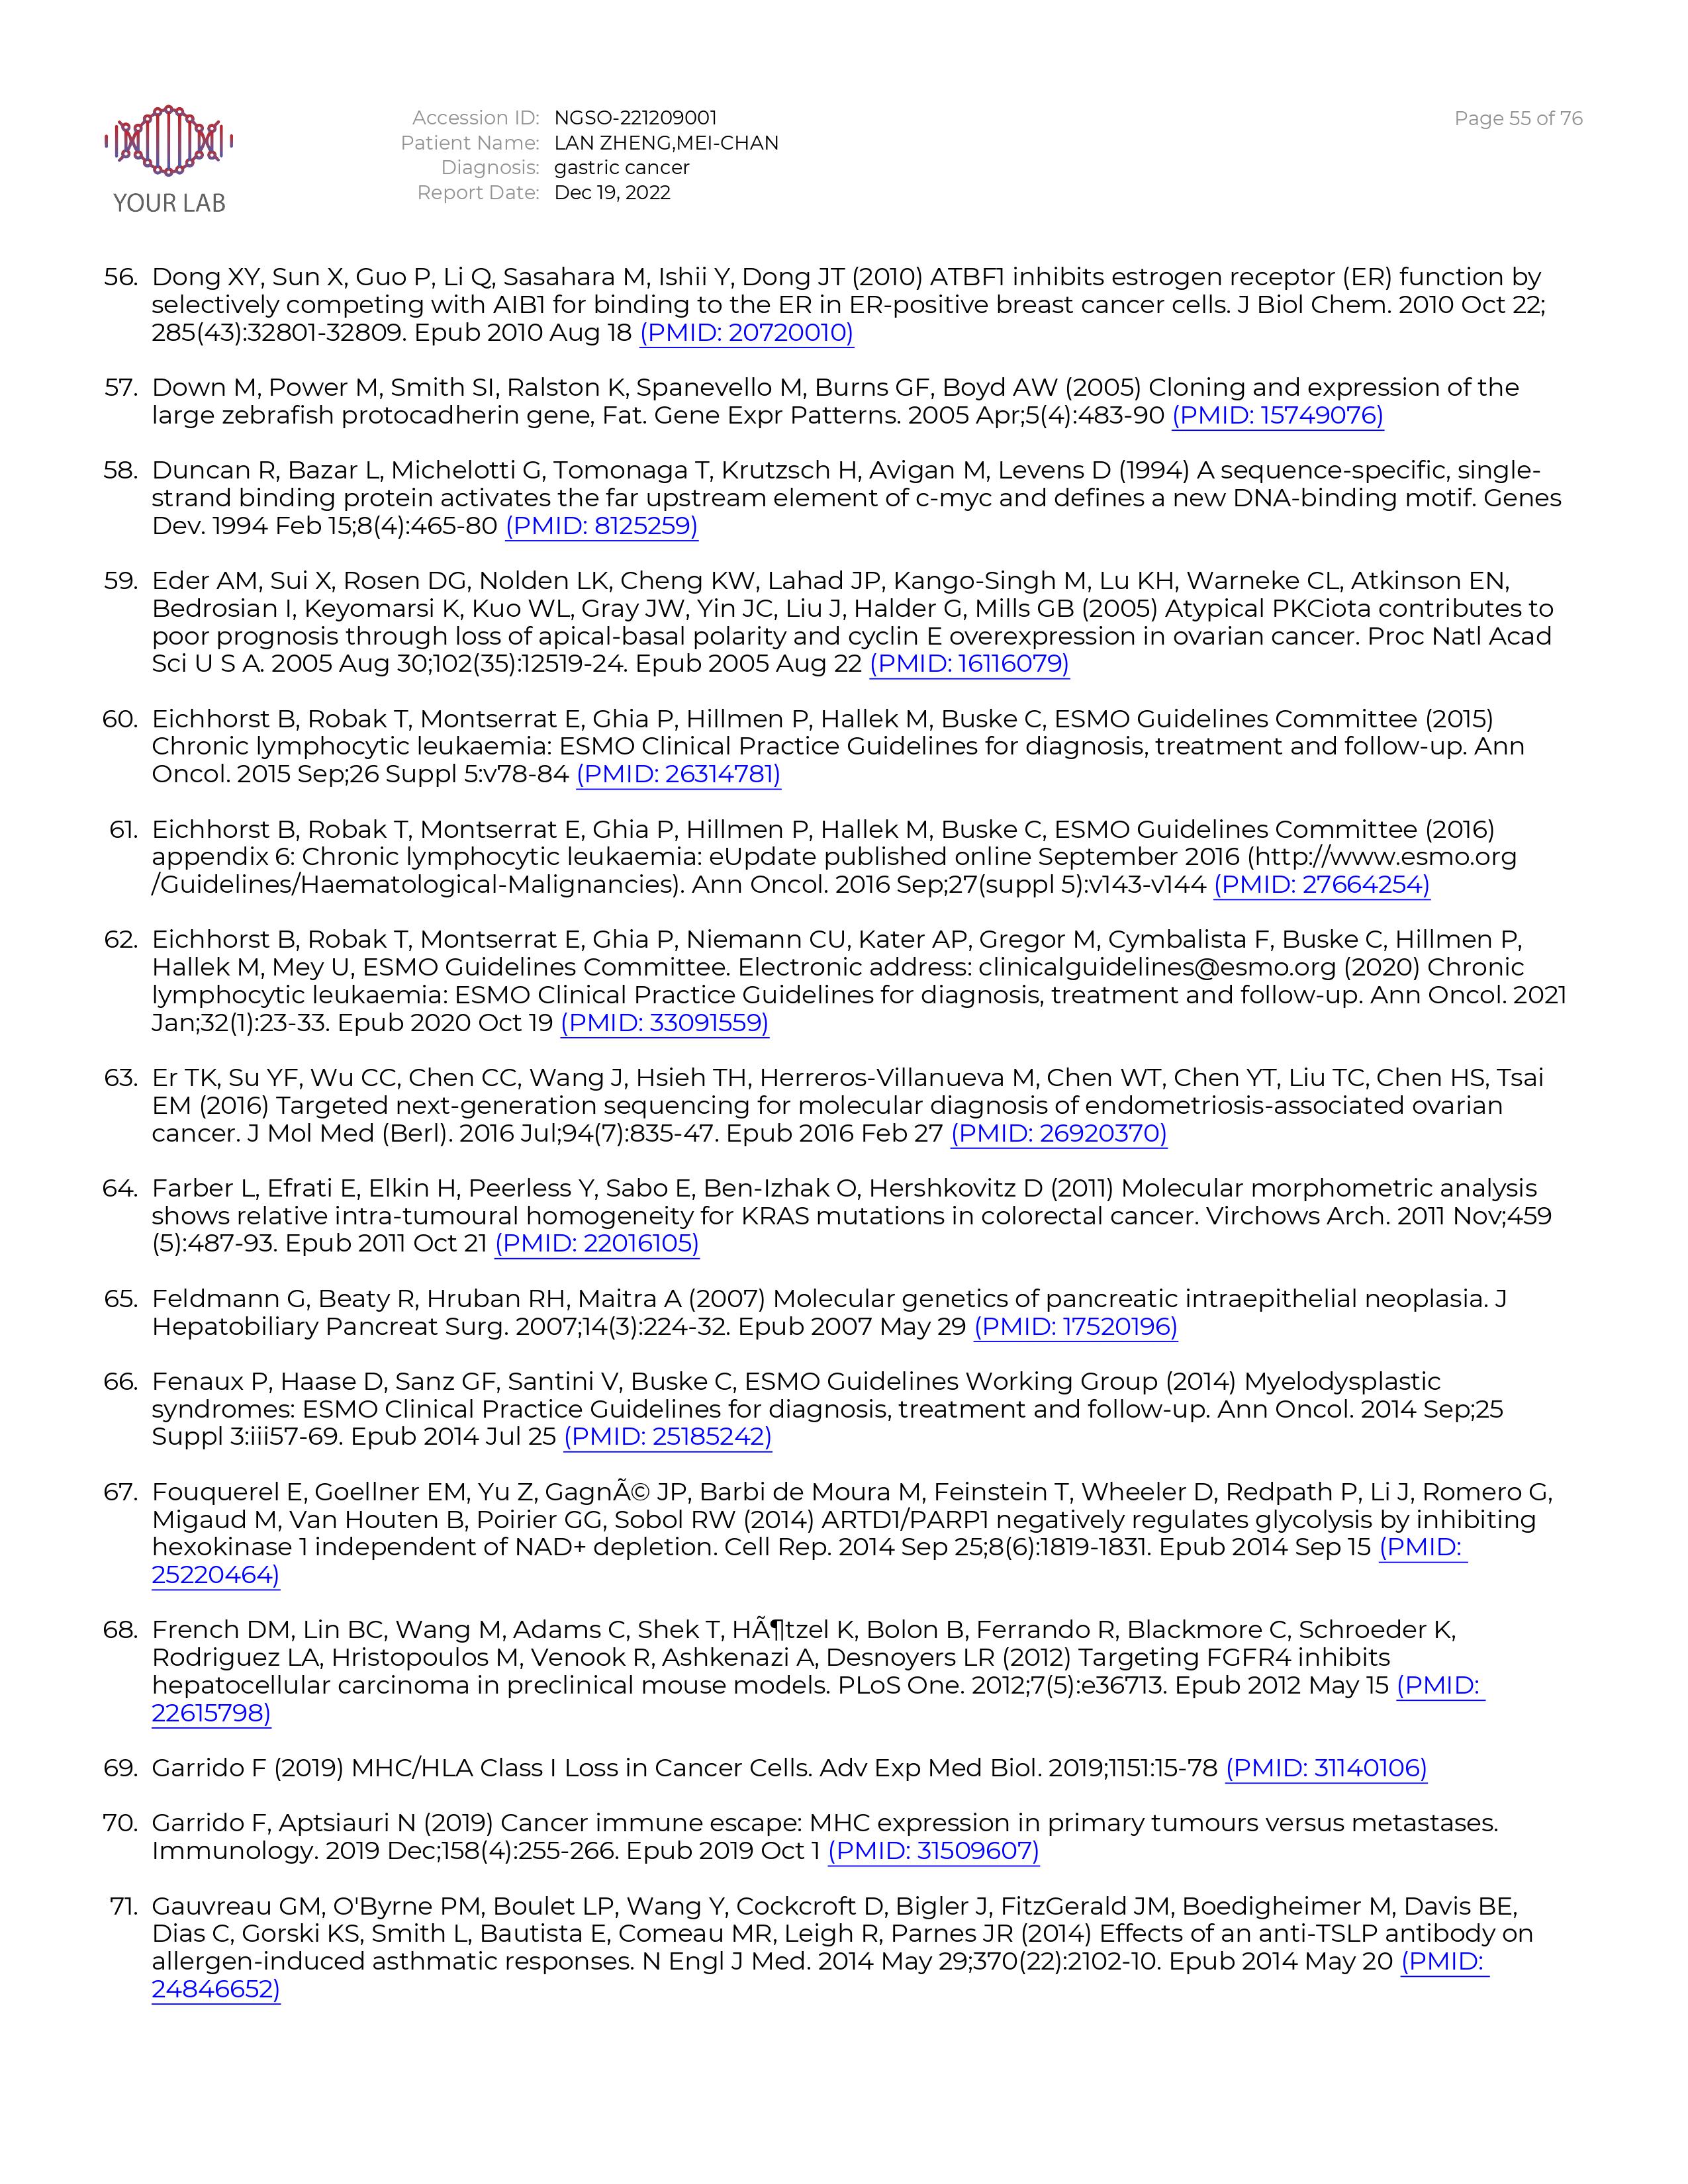 YOUR LAB
Accession ID: NGSO-221209001
Patient Name: LAN ZHENG,MEI-CHAN
Diagnosis: gastric cancer
Report Date: Dec 19, 2022
Page 55 of 76
56. Dong XY, Sun X, Guo P, Li Q, Sasahara M, Ishii Y, Dong JT (2010) ATBF1 inhibits estrogen receptor (ER) function by
selectively competing with AIB1 for binding to the ER in ER-positive breast cancer cells. J Biol Chem. 2010 Oct 22;
285(43):32801-32809. Epub 2010 Aug 18 (PMID: 20720010)
57. Down M, Power M, Smith SI, Ralston K, Spanevello M, Burns GF, Boyd AW (2005) Cloning and expression of the
large zebrafish protocadherin gene, Fat. Gene Expr Patterns. 2005 Apr;5(4):483-90 (PMID: 15749076)
58. Duncan R, Bazar L, Michelotti G, Tomonaga T, Krutzsch H, Avigan M, Levens D (1994) A sequence-specific, single-
strand binding protein activates the far upstream element of c-myc and defines a new DNA-binding motif. Genes
Dev. 1994 Feb 15;8(4):465-80 (PMID: 8125259)
59. Eder AM, Sui X, Rosen DG, Nolden LK, Cheng KW, Lahad JP, Kango-Singh M, Lu KH, Warneke CL, Atkinson EN,
Bedrosian I, Keyomarsi K, Kuo WL, Gray JW, Yin JC, Liu J, Halder G, Mills GB (2005) Atypical PKCiota contributes to
poor prognosis through loss of apical-basal polarity and cyclin E overexpression in ovarian cancer. Proc Natl Acad
Sci U S A. 2005 Aug 30;102(35):12519-24. Epub 2005 Aug 22 (PMID: 16116079)
60. Eichhorst B, Robak T, Montserrat E, Ghia P, Hillmen P, Hallek M, Buske C, ESMO Guidelines Committee (2015)
Chronic lymphocytic leukaemia: ESMO Clinical Practice Guidelines for diagnosis, treatment and follow-up. Ann
Oncol. 2015 Sep;26 Suppl 5:v78-84 (PMID: 26314781)
61. Eichhorst B, Robak T, Montserrat E, Ghia P, Hillmen P, Hallek M, Buske C, ESMO Guidelines Committee (2016)
appendix 6: Chronic lymphocytic leukaemia: eUpdate published online September 2016 (http://www.esmo.org
/Guidelines/Haematological-Malignancies). Ann Oncol. 2016 Sep;27(suppl 5):v143-v144 (PMID: 27664254)
62. Eichhorst B, Robak T, Montserrat E, Ghia P, Niemann CU, Kater AP, Gregor M, Cymbalista F, Buske C, Hillmen P,
Hallek M, Mey U, ESMO Guidelines Committee. Electronic address: clinicalguidelines@esmo.org (2020) Chronic
lymphocytic leukaemia: ESMO Clinical Practice Guidelines for diagnosis, treatment and follow-up. Ann Oncol. 2021
Jan;32(1):23-33. Epub 2020 Oct 19 (PMID: 33091559)
63. Er TK, Su YF, Wu CC, Chen CC, Wang J, Hsieh TH, Herreros-Villanueva M, Chen WT, Chen YT, Liu TC, Chen HS, Tsai
EM (2016) Targeted next-generation sequencing for molecular diagnosis of endometriosis-associated ovarian
cancer. J Mol Med (Berl). 2016 Jul;94(7):835-47. Epub 2016 Feb 27 (PMID: 26920370)
64. Farber L, Efrati E, Elkin H, Peerless Y, Sabo E, Ben-Izhak O, Hershkovitz D (2011) Molecular morphometric analysis
shows relative intra-tumoural homogeneity for KRAS mutations in colorectal cancer. Virchows Arch. 2011 Nov;459
(5):487-93. Epub 2011 Oct 21 (PMID: 22016105)
65. Feldmann G, Beaty R, Hruban RH, Maitra A (2007) Molecular genetics of pancreatic intraepithelial neoplasia. J
Hepatobiliary Pancreat Surg. 2007;14(3):224-32. Epub 2007 May 29 (PMID: 17520196)
66. Fenaux P, Haase D, Sanz GF, Santini V, Buske C, ESMO Guidelines Working Group (2014) Myelodysplastic
syndromes: ESMO Clinical Practice Guidelines for diagnosis, treatment and follow-up. Ann Oncol. 2014 Sep;25
Suppl 3:iii57-69. Epub 2014 Jul 25 (PMID: 25185242)
67. Fouquerel E, Goellner EM, Yu Z, GagnÃ© JP, Barbi de Moura M, Feinstein T, Wheeler D, Redpath P, Li J, Romero G,
Migaud M, Van Houten B, Poirier GG, Sobol RW (2014) ARTD1/PARP1 negatively regulates glycolysis by inhibiting
hexokinase 1 independent of NAD+ depletion. Cell Rep. 2014 Sep 25;8(6):1819-1831. Epub 2014 Sep 15 (PMID:
25220464)
68. French DM, Lin BC, Wang M, Adams C, Shek T, HÃ¶tzel K, Bolon B, Ferrando R, Blackmore C, Schroeder K,
Rodriguez LA, Hristopoulos M, Venook R, Ashkenazi A, Desnoyers LR (2012) Targeting FGFR4 inhibits
hepatocellular carcinoma in preclinical mouse models. PLoS One. 2012;7(5):e36713. Epub 2012 May 15 (PMID:
22615798)
69. Garrido F (2019) MHC/HLA Class I Loss in Cancer Cells. Adv Exp Med Biol. 2019;1151:15-78 (PMID: 31140106)
70. Garrido F, Aptsiauri N (2019) Cancer immune escape: MHC expression in primary tumours versus metastases.
Immunology. 2019 Dec;158(4):255-266. Epub 2019 Oct 1 (PMID: 31509607)
71. Gauvreau GM, O'Byrne PM, Boulet LP, Wang Y, Cockcroft D, Bigler J, FitzGerald JM, Boedigheimer M, Davis BE,
Dias C, Gorski KS, Smith L, Bautista E, Comeau MR, Leigh R, Parnes JR (2014) Effects of an anti-TSLP antibody on
allergen-induced asthmatic responses. N Engl J Med. 2014 May 29;370(22):2102-10. Epub 2014 May 20 (PMID:
24846652)